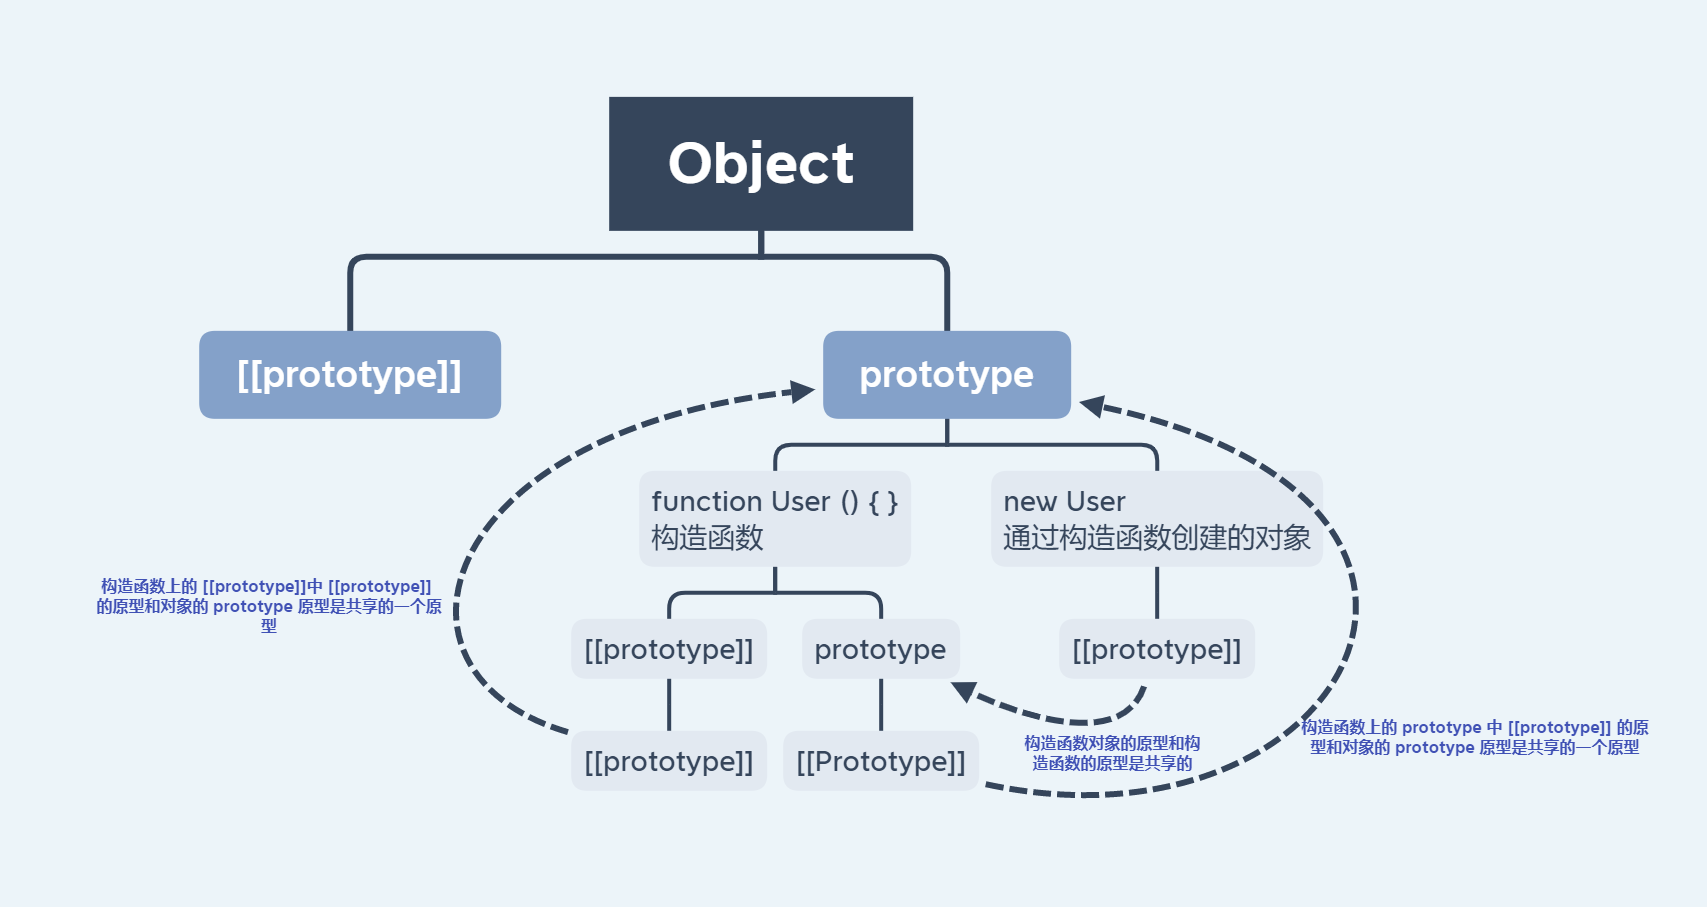 Object
[[prototype]]
prototype
function User () { }
构造函数
new User
通过构造函数创建的对象
构造函数上的 [[prototype]]中 [[prototype]]
的原型和对象的 prototype 原型是共享的一个原
型
[[prototype]]
prototype
[[prototype]]
[[prototype]]
[[Prototype]]
构造函数对象的原型和构
造函数的原型是共享的
构造函数上的 prototype 中 [[prototype]] 的原
型和对象的 prototype 原型是共享的一个原型